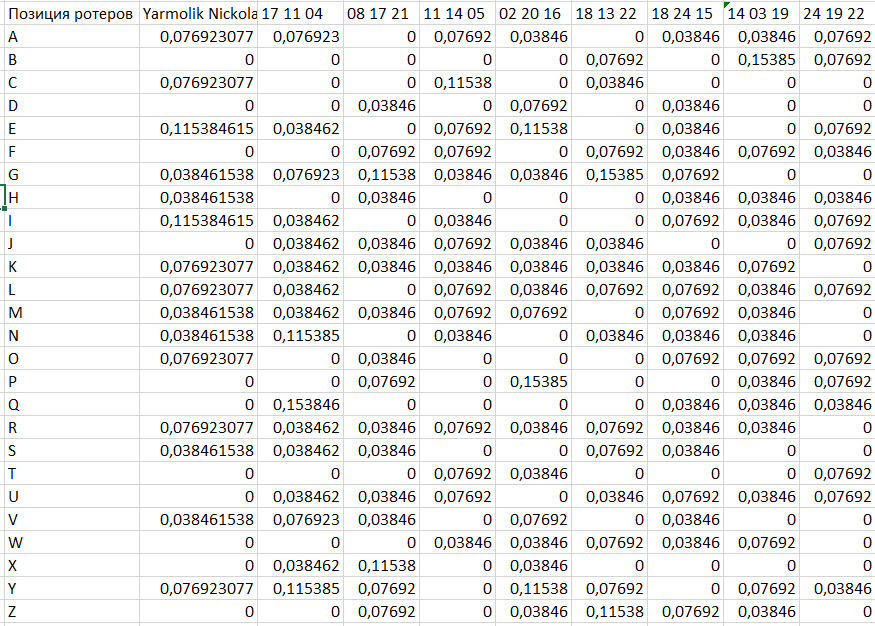 Позиция ротеров Yarmolik Nickola 17 11 04 08 17 21 11 14 05 02 20 16 18 13 22 18 24 15 14 03 19 24 19 22
A 0,076923077 0,076923 0 0,07692 0,03846 0 0,03846 0,03846 0,07692
B 0 0 0 0 0 0,07692 0 0,15385 0,07692
C 0,076923077 0 0 0,11538 0 0,03846 0 0 0
D 0 0 0,03846 0 0,07692 0 0,03846 0 0
E 0,115384615 0,038462 0 0,07692 0,11538 0 0,03846 0 0,07692
F 0 0 0,07692 0,07692 0 0,07692 0,03846 0,07692 0,03846
G 0,038461538 0,076923 0,11538 0,03846 0,03846 0,15385 0,07692 0 0
H 0,038461538 0 0,03846 0 0 0 0,03846 0,03846 0,03846
I 0,115384615 0,038462 0 0,03846 0 0 0,07692 0,03846 0,07692
J 0 0,038462 0,03846 0,07692 0,03846 0,03846 0 0 0,07692
K 0,076923077 0,038462 0,03846 0,03846 0,03846 0,03846 0,03846 0,07692 0
L 0,076923077 0,038462 0 0,07692 0,03846 0,07692 0,07692 0,03846 0,07692
M 0,038461538 0,038462 0,03846 0,07692 0,07692 0 0,07692 0,03846 0
N 0,038461538 0,115385 0 0,03846 0 0,03846 0,03846 0,03846 0
O 0,076923077 0 0,03846 0 0 0 0,07692 0,07692 0,07692
P 0 0 0,07692 0 0,15385 0 0 0,03846 0,07692
Q 0 0,153846 0 0 0 0 0,03846 0,03846 0,03846
R 0,076923077 0,038462 0,03846 0,07692 0,03846 0,07692 0,03846 0,03846 0
S 0,038461538 0,038462 0,03846 0 0 0,07692 0,03846 0 0
T 0 0 0 0,07692 0,03846 0 0 0 0,07692
U 0 0,038462 0,03846 0,07692 0 0,03846 0,07692 0,03846 0,07692
V 0,038461538 0,076923 0,03846 0 0,07692 0 0,03846 0 0
W 0 0 0 0,03846 0,03846 0,07692 0,03846 0,07692 0
X 0 0,038462 0,11538 0 0,03846 0 0 0 0
Y 0,076923077 0,115385 0,07692 0 0,11538 0,07692 0 0,07692 0,03846
Z 0 0 0,07692 0 0,03846 0,11538 0,07692 0,03846 0